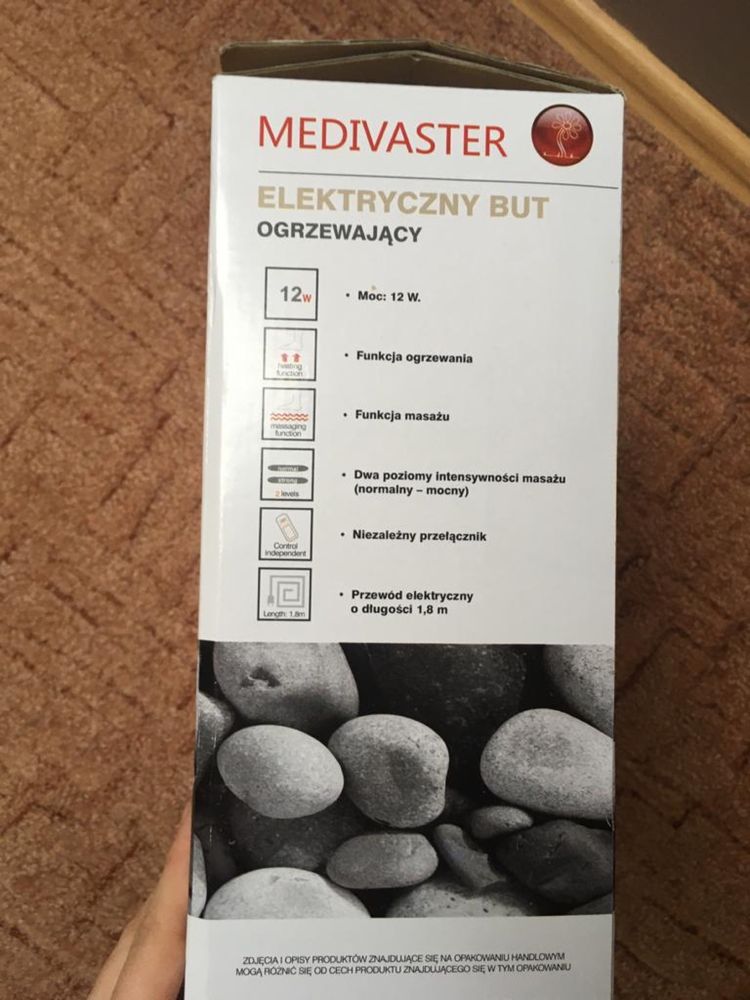 MEDIVASTER
ELEKTRYCZNY BUT
OGRZEWAJĄCY
12w
• Moc: 12 W.
heating
function
• Funkcja ogrzewania
massaging
function
• Funkcja masażu
normal
strong
2 levels
• Dwa poziomy intensywności masażu
(normalny – mocny)
Control
independent
• Niezależny przełącznik
Length: 1,8m
• Przewód elektryczny
o długości 1,8 m
ZDJĘCIA I OPISY PRODUKTÓW ZNAJDUJĄCE SIĘ NA OPAKOWANIU HANDLOWYM
MOGĄ RÓŻNIĆ SIĘ OD CECH PRODUKTU ZNAJDUJĄCEGO SIĘ W TYM OPAKOWANIU